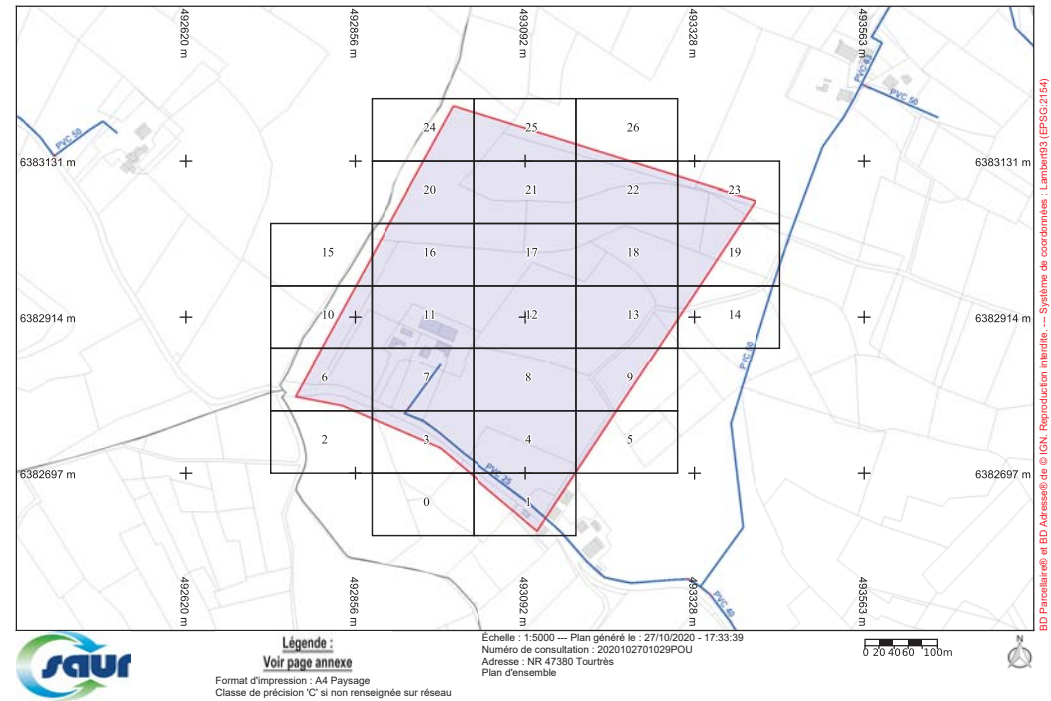 492620 m
492856 m
493092 m
493328 m
493563 m
PVC 50
PVC 63
PVC 50
24
25
26
6383131 m
6383131 m
20
21
22
23
15
16
17
18
19
10
11
12
13
14
6382914 m
6382914 m
6
7
8
9
PVC 50
2
3
4
5
6382697 m
6382697 m
PVC 25
0
1
PVC 40
492620 m
492856 m
493092 m
493328 m
493563 m
BD Parcellaire® et BD Adresse® de © IGN. Reproduction interdite. --- Système de coordonnées : Lambert93 (EPSG:2154)
saur
Légende :
Voir page annexe
Format d'impression : A4 Paysage
Classe de précision 'C' si non renseignée sur réseau
Échelle : 1:5000 --- Plan généré le : 27/10/2020 - 17:33:39
Numéro de consultation : 2020102701029POU
Adresse : NR 47380 Tourtrès
Plan d'ensemble
0 20 40 60 100m
N